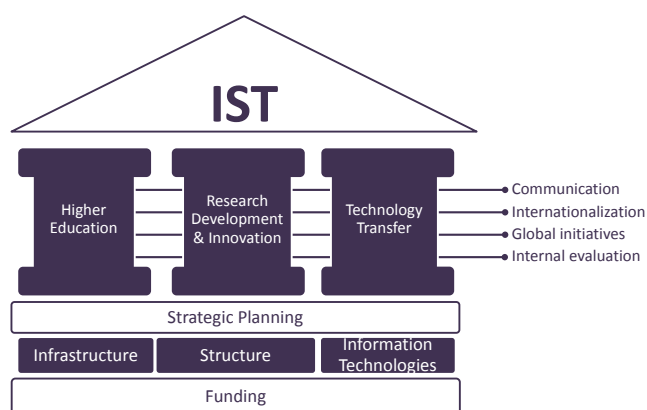 IST
Higher
Education
Research
Development
& Innovation
Technology
Transfer
Communication
Internationalization
Global initiatives
Internal evaluation
Strategic Planning
Infrastructure
Structure
Information
Technologies
Funding